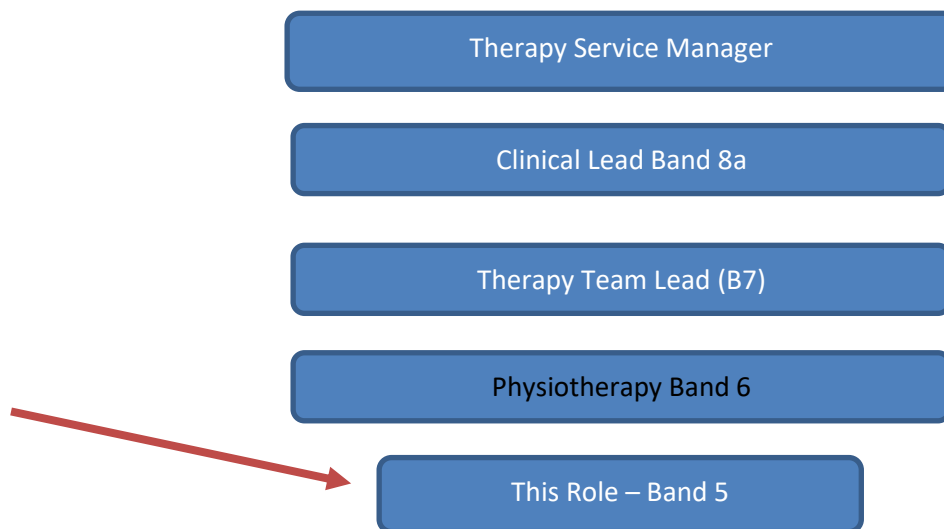 Therapy Service Manager
Clinical Lead Band 8a
Therapy Team Lead (B7)
Physiotherapy Band 6
This Role – Band 5